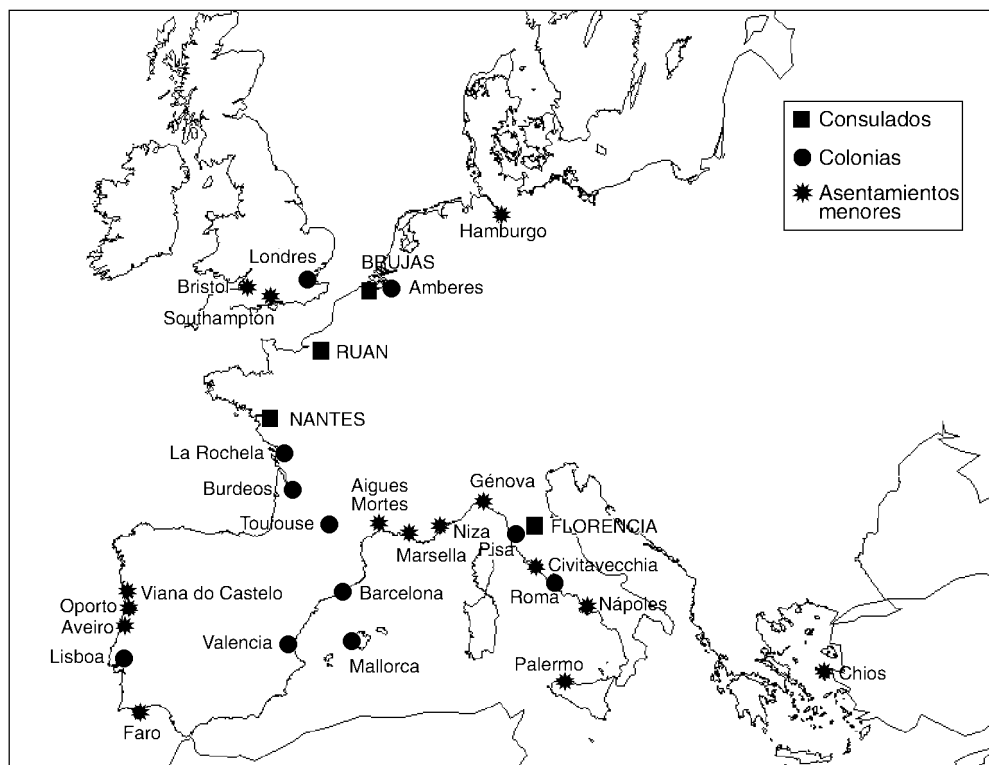 Consulados
Colonias
Asentamientos
menores
Hamburgo
Londres
BRUJAS
Bristol
Amberes
Southampton
RUAN
NANTES
La Rochela
Burdeos
Aigues
Mortes
Génova
Toulouse
Niza
FLORENCIA
Marsella
Pisa
Civitavecchia
Viana do Castelo
Barcelona
Roma
Oporto
Nápoles
Aveiro
Lisboa
Valencia
Mallorca
Palermo
Chios
Faro